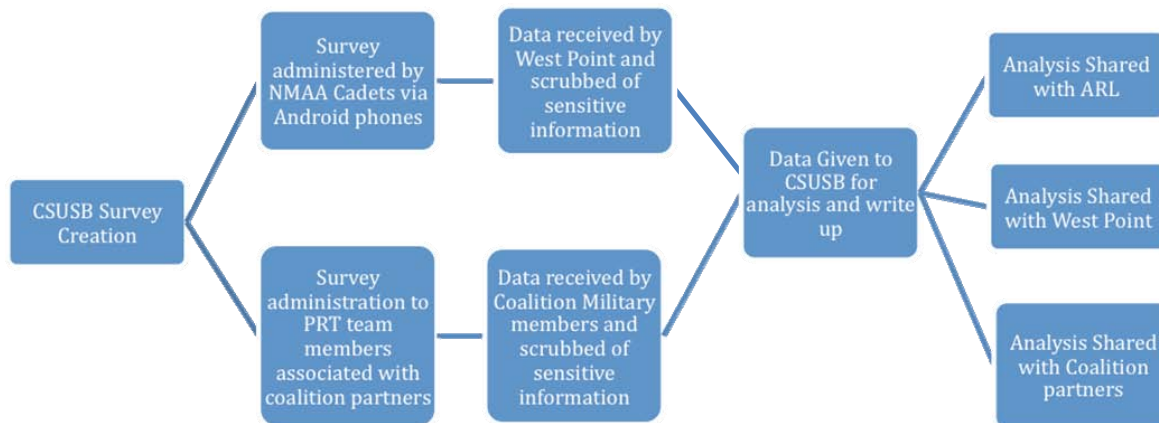 CSUSB Survey
Creation
Survey
administered by
NMAA Cadets via
Android phones
Data received by
West Point and
scrubbed of
sensitive
information
Survey
administration to
PRT team
members
associated with
coalition partners
Data received by
Coalition Military
members and
scrubbed of
sensitive
information
Data Given to
CSUSB for
analysis and write
up
Analysis Shared
with ARL
Analysis Shared
with West Point
Analysis Shared
with Coalition
partners